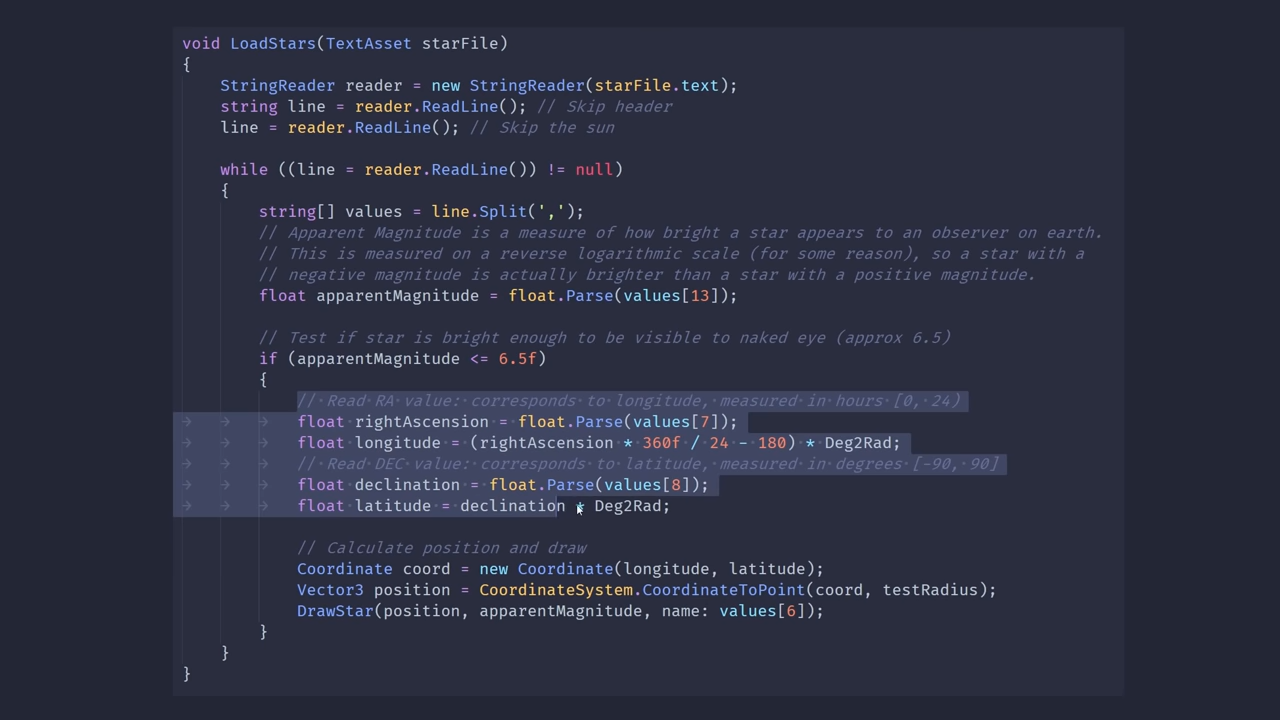 void LoadStars(TextAsset starFile)
{
    StringReader reader = new StringReader(starFile.text);
    string line = reader.ReadLine(); // Skip header
    line = reader.ReadLine(); // Skip the sun

    while ((line = reader.ReadLine()) != null)
    {
        string[] values = line.Split(',');
        // Apparent Magnitude is a measure of how bright a star appears to an observer on earth.
        // This is measured on a reverse logarithmic scale (for some reason), so a star with a
        // negative magnitude is actually brighter than a star with a positive magnitude.
        float apparentMagnitude = float.Parse(values[13]);

        // Test if star is bright enough to be visible to naked eye (approx 6.5)
        if (apparentMagnitude <= 6.5f)
        {
            // Read RA value: corresponds to longitude, measured in hours [0, 24)
            float rightAscension = float.Parse(values[7]);
            float longitude = (rightAscension * 360f / 24 - 180) * Deg2Rad;
            // Read DEC value: corresponds to latitude, measured in degrees [-90, 90]
            float declination = float.Parse(values[8]);
            float latitude = declination * Deg2Rad;

            // Calculate position and draw
            Coordinate coord = new Coordinate(longitude, latitude);
            Vector3 position = CoordinateSystem.CoordinateToPoint(coord, testRadius);
            DrawStar(position, apparentMagnitude, name: values[6]);
        }
    }
}